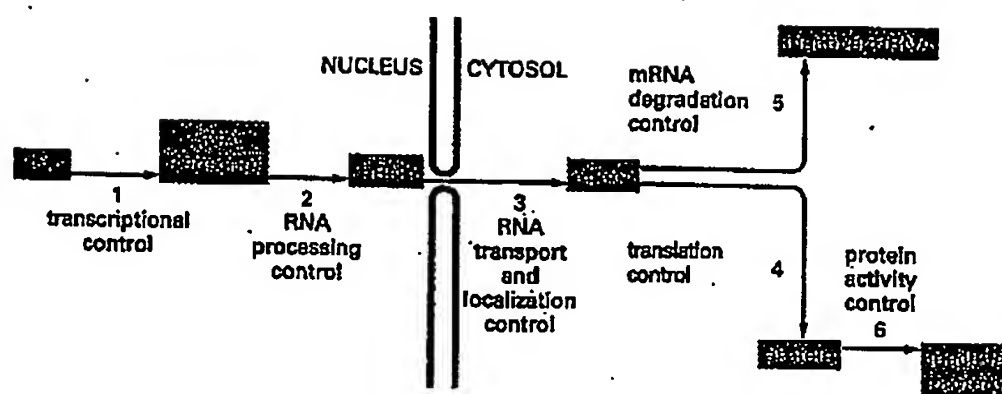 NUCLEUS
CYTOSOL
1
transcriptional
control
2
RNA
processing
control
3
RNA
transport
and
localization
control
mRNA
degradation
control
5
translation
control
4
protein
activity
control
6